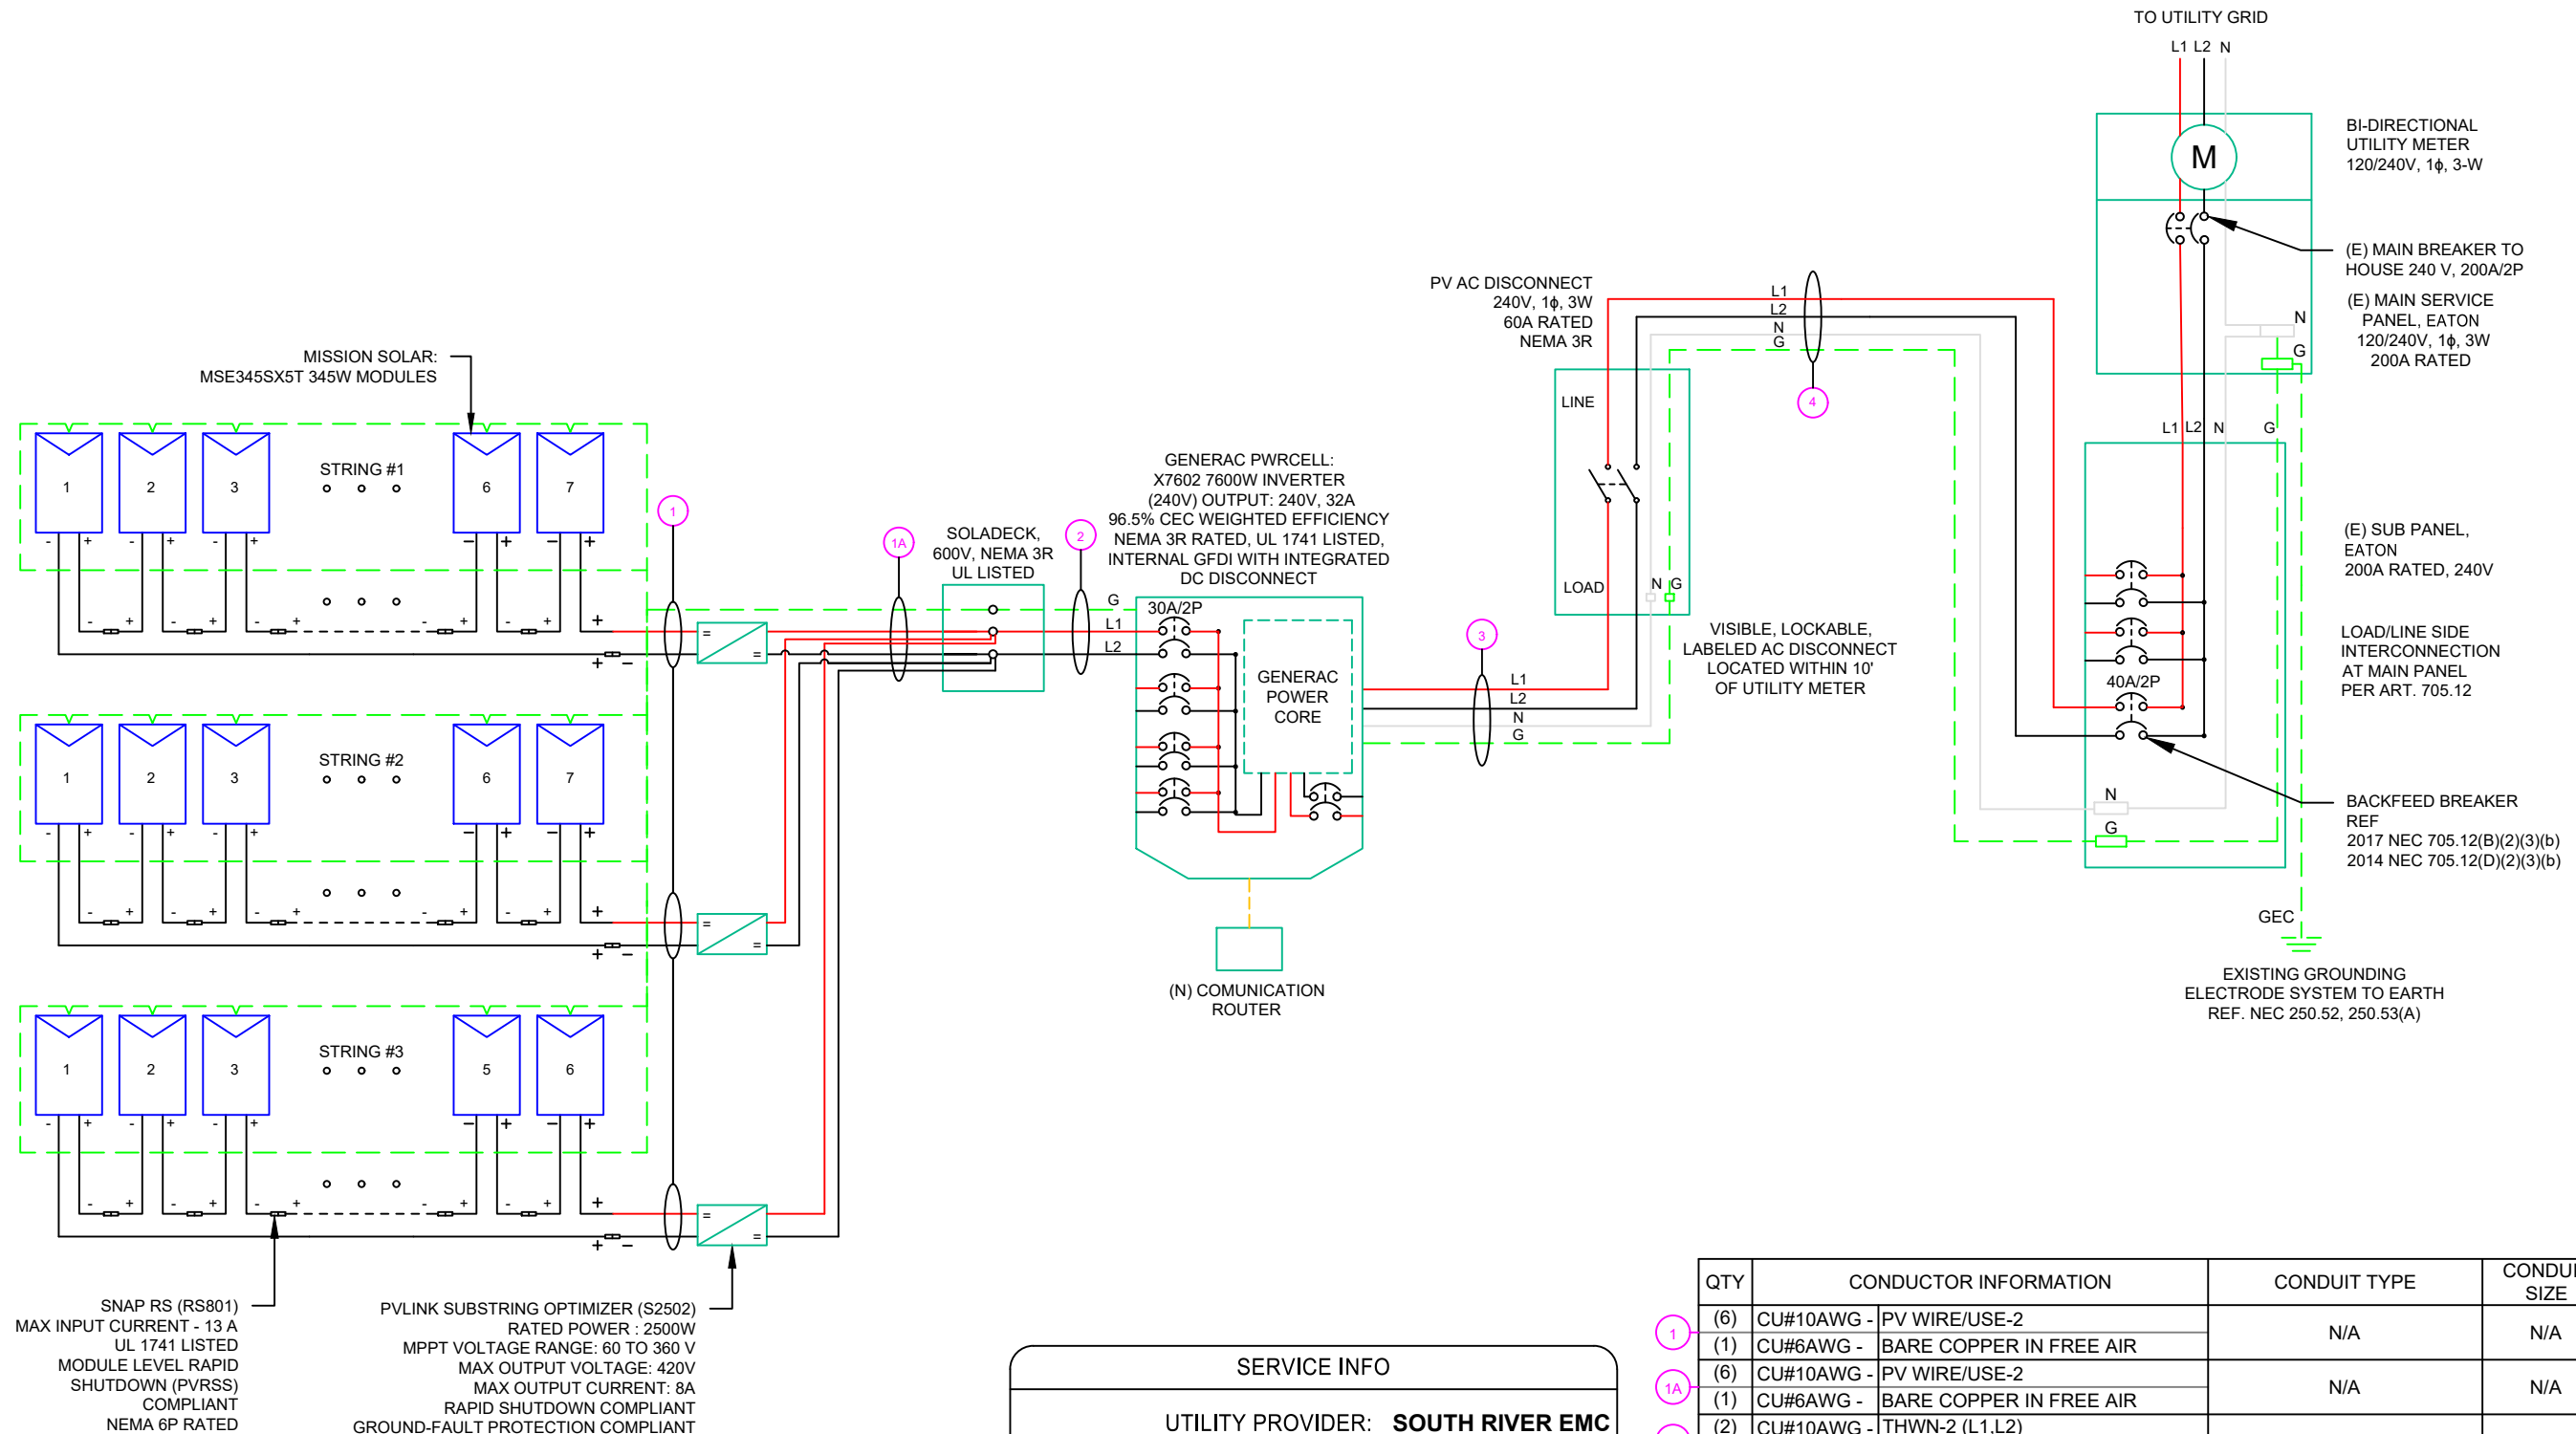 TO UTILITY GRID
L1 L2 N
M
BI-DIRECTIONAL
UTILITY METER
120/240V, 1ϕ, 3-W
(E) MAIN BREAKER TO
HOUSE 240 V, 200A/2P
(E) MAIN SERVICE
PANEL, EATON
120/240V, 1ϕ, 3W
200A RATED
N
G
PV AC DISCONNECT
240V, 1ϕ, 3W
60A RATED
NEMA 3R
L1
L2
N
G
4
LINE
LOAD
N G
VISIBLE, LOCKABLE,
LABELED AC DISCONNECT
LOCATED WITHIN 10'
OF UTILITY METER
MISSION SOLAR:
MSE345SX5T 345W MODULES
STRING #1
1 2 3 6 7
- + - + - + - + - +
- + - + - + - + - + +
+ -
STRING #2
1 2 3 6 7
- + - + - + - + - +
- + - + - + - + - + +
+ -
STRING #3
1 2 3 5 6
- + - + - + - + - +
- + - + - + - + - + +
+ -
1
= =
= =
= =
1A
SOLADECK,
600V, NEMA 3R
UL LISTED
2
G
L1
L2
GENERAC PWRCELL:
X7602 7600W INVERTER
(240V) OUTPUT: 240V, 32A
96.5% CEC WEIGHTED EFFICIENCY
NEMA 3R RATED, UL 1741 LISTED,
INTERNAL GFDI WITH INTEGRATED
DC DISCONNECT
30A/2P
GENERAC
POWER
CORE
3
L1
L2
N
G
(N) COMUNICATION
ROUTER
L1 L2 N G
(E) SUB PANEL,
EATON
200A RATED, 240V
LOAD/LINE SIDE
INTERCONNECTION
AT MAIN PANEL
PER ART. 705.12
40A/2P
N
G
BACKFEED BREAKER
REF
2017 NEC 705.12(B)(2)(3)(b)
2014 NEC 705.12(D)(2)(3)(b)
GEC
EXISTING GROUNDING
ELECTRODE SYSTEM TO EARTH
REF. NEC 250.52, 250.53(A)
SNAP RS (RS801)
MAX INPUT CURRENT - 13 A
UL 1741 LISTED
MODULE LEVEL RAPID
SHUTDOWN (PVRSS)
COMPLIANT
NEMA 6P RATED
PVLINK SUBSTRING OPTIMIZER (S2502)
RATED POWER : 2500W
MPPT VOLTAGE RANGE: 60 TO 360 V
MAX OUTPUT VOLTAGE: 420V
MAX OUTPUT CURRENT: 8A
RAPID SHUTDOWN COMPLIANT
GROUND-FAULT PROTECTION COMPLIANT
SERVICE INFO
UTILITY PROVIDER: SOUTH RIVER EMC
QTY CONDUCTOR INFORMATION CONDUIT TYPE CONDUI
SIZE
1 (6) CU#10AWG - PV WIRE/USE-2 N/A N/A
(1) CU#6AWG - BARE COPPER IN FREE AIR
1A (6) CU#10AWG - PV WIRE/USE-2 N/A N/A
(1) CU#6AWG - BARE COPPER IN FREE AIR
(2) CU#10AWG - THWN-2 (L1,L2)